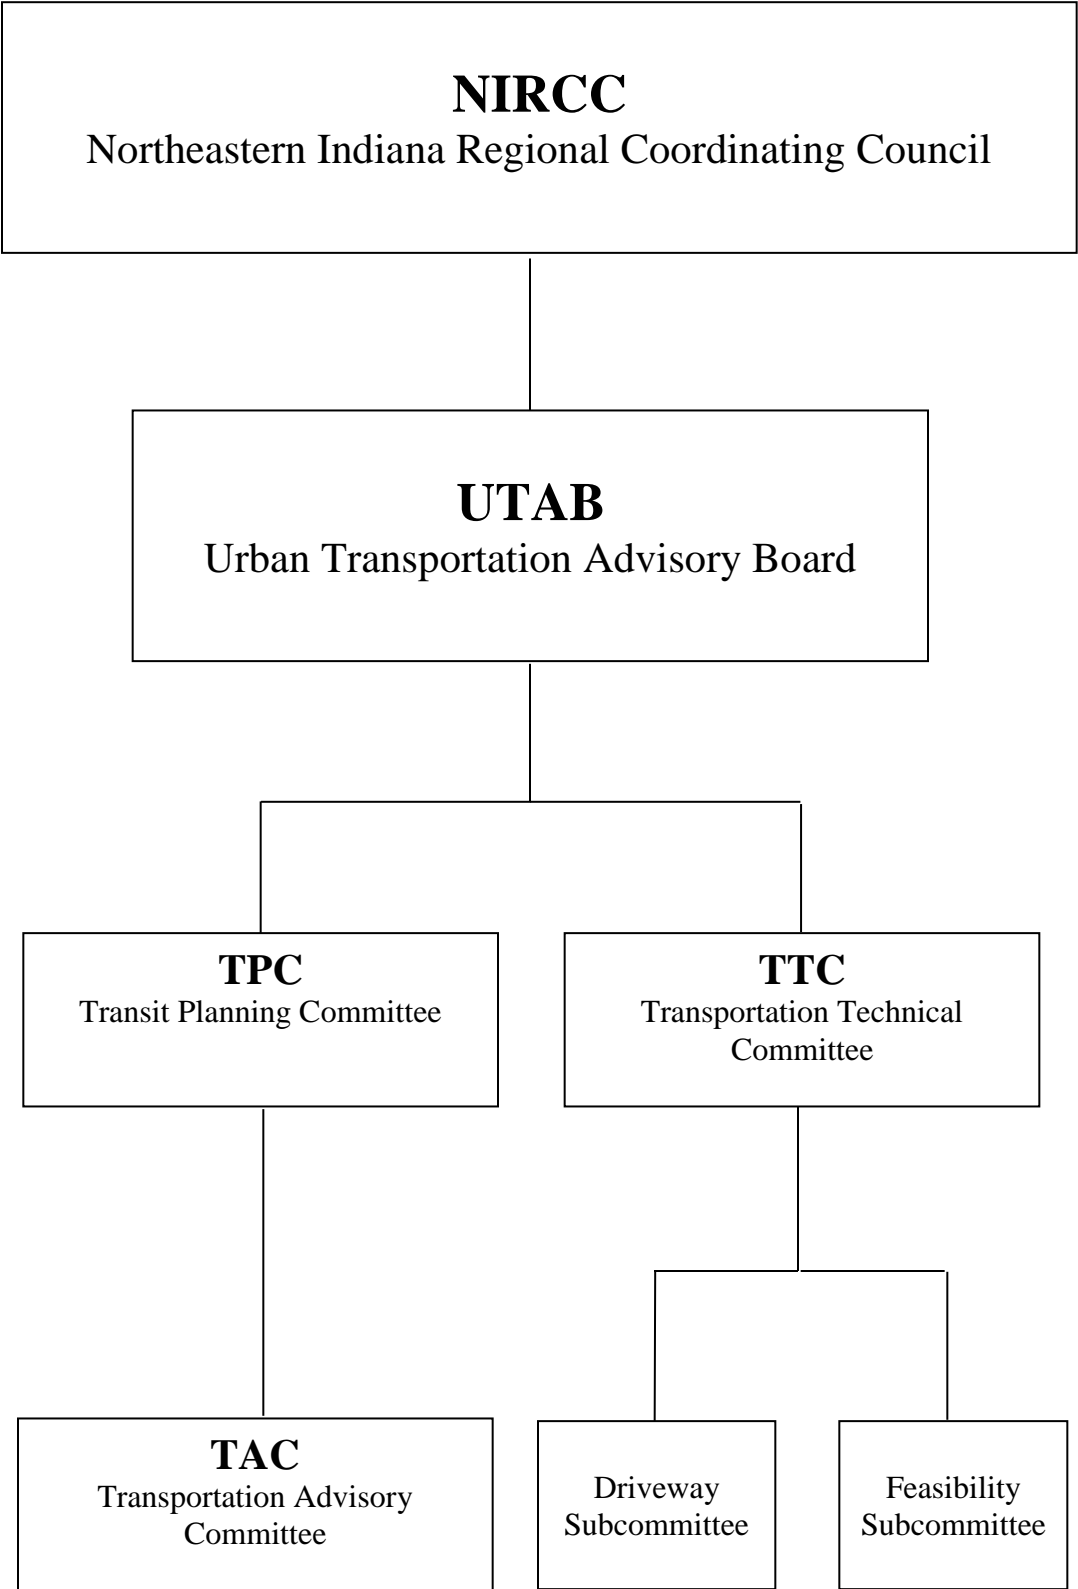 NIRCC
Northeastern Indiana Regional Coordinating Council
UTAB
Urban Transportation Advisory Board
TPC
Transit Planning Committee
TTC
Transportation Technical
Committee
TAC
Transportation Advisory
Committee
Driveway
Subcommittee
Feasibility
Subcommittee